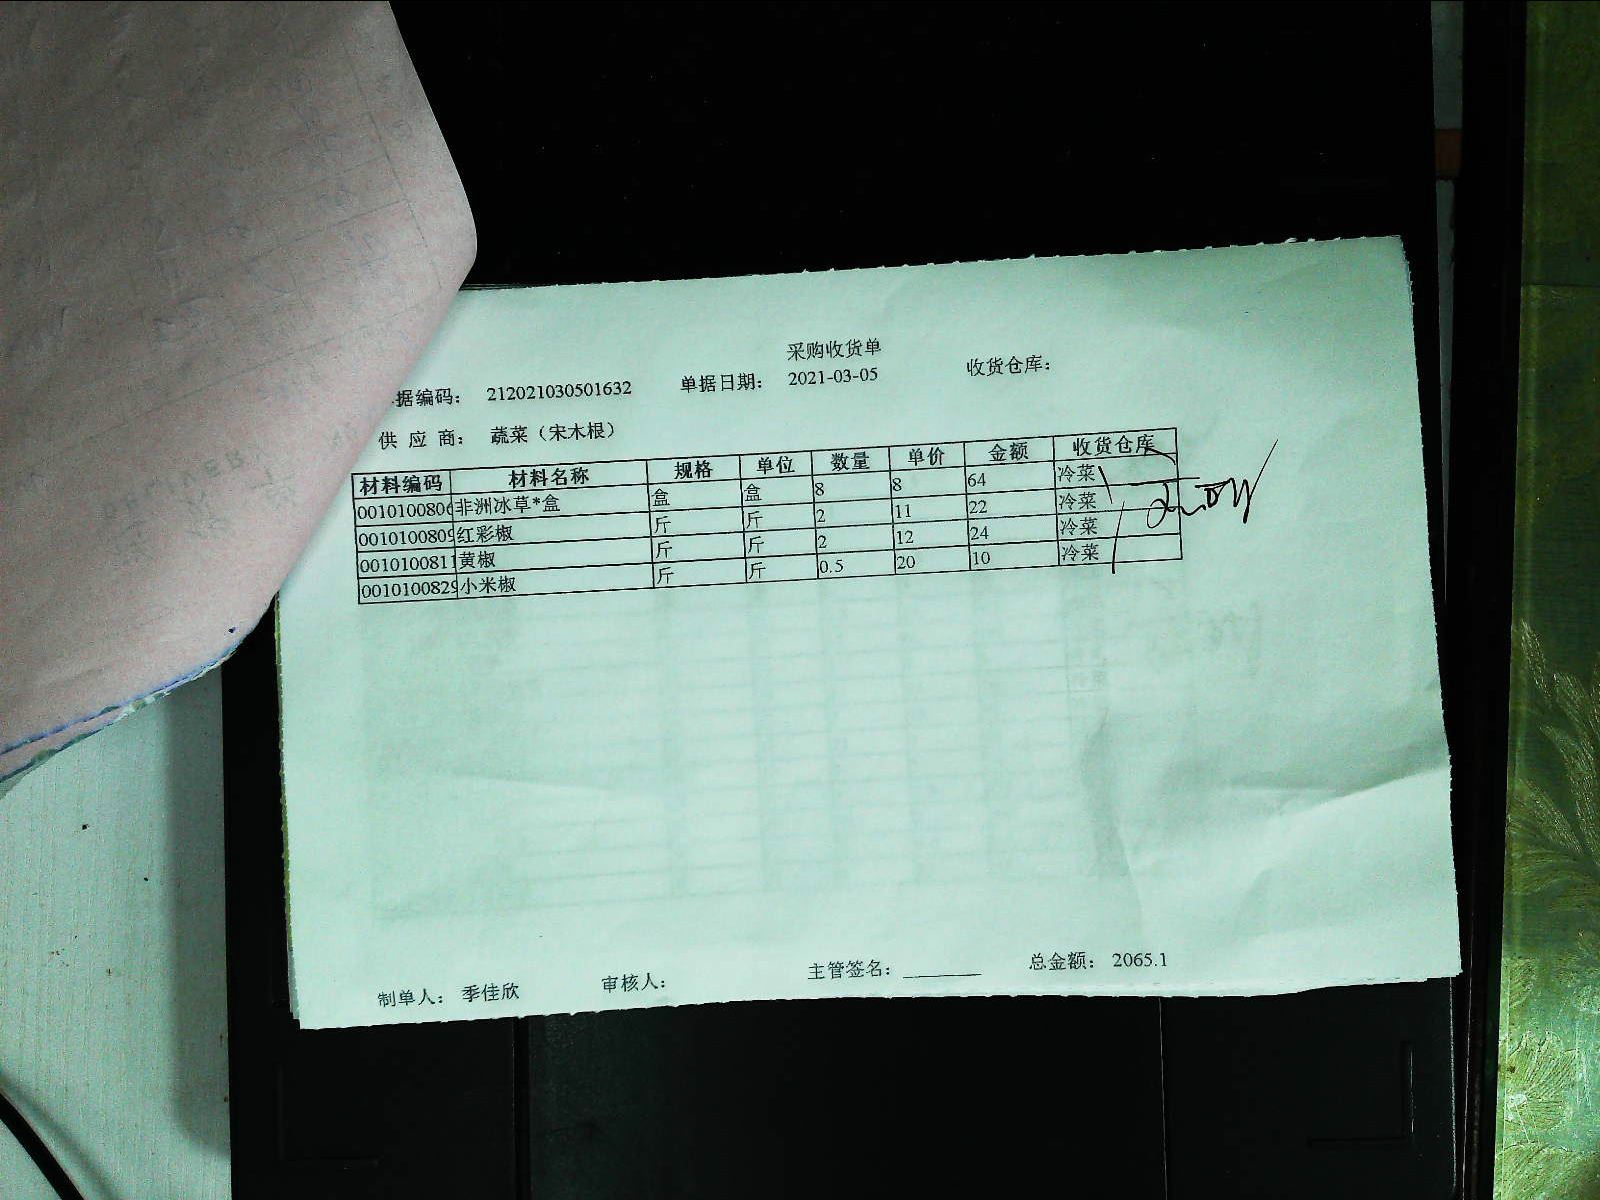 采购收货单
据编码： 212021030501632 单据日期： 2021-03-05 收货仓库：
供 应 商： 蔬菜（宋木根）
材料编码 材料名称 规格 单位 数量 单价 金额 收货仓库
0010100806 非洲冰草*盒 盒 盒 8 8 64 冷菜
0010100809 红彩椒 斤 斤 2 11 22 冷菜
0010100811 黄椒 斤 斤 2 12 24 冷菜
0010100829 小米椒 斤 斤 0.5 20 10 冷菜
制单人： 季佳欣 审核人： 主管签名： 总金额： 2065.1